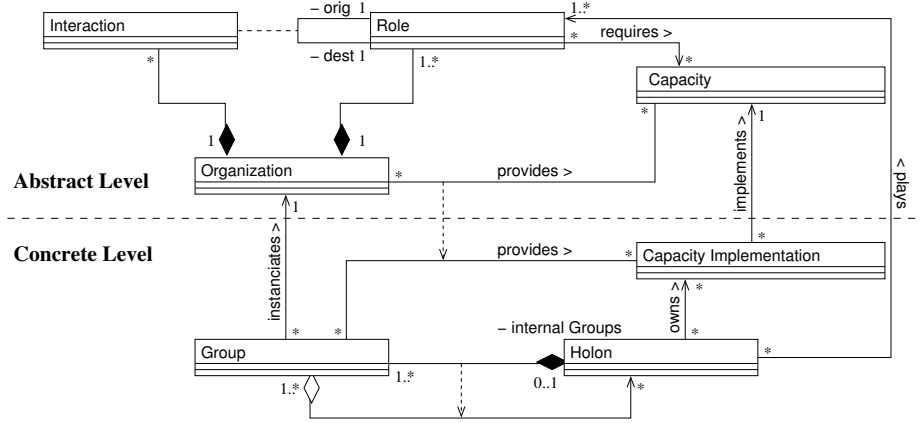 – orig 1
1..*
Interaction
Role
*
requires >
– dest 1
*
1..*
*
Capacity
*
1
implements >
1
1
Organization
*
provides >
< plays
Abstract Level
1
Concrete Level
instanciates >
*
provides >
*
Capacity Implementation
*
owns >
*
*
– internal Groups
*
Group
Holon
*
1..*
1..*
0..1
*